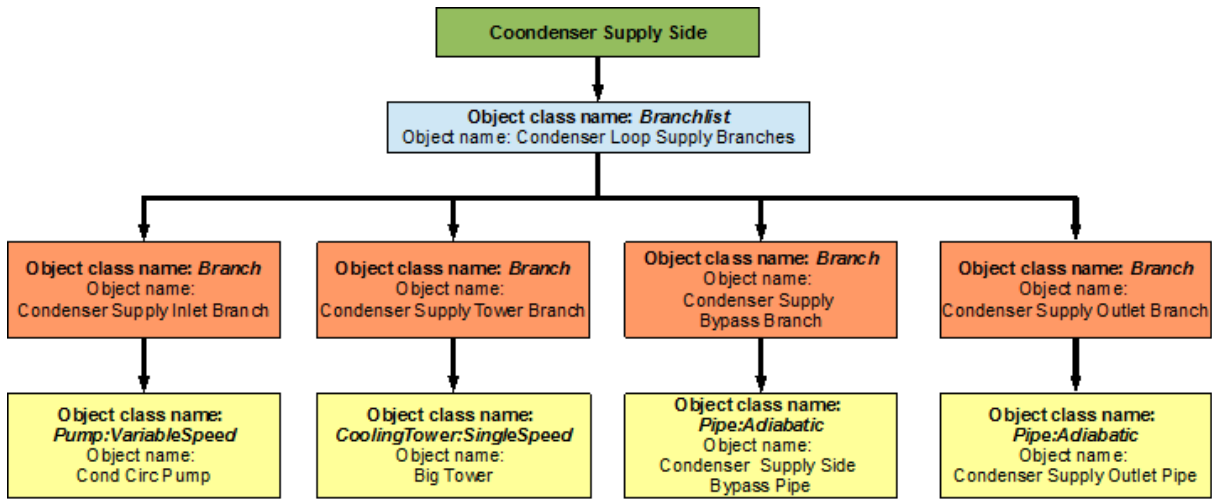 Coondenser Supply Side
Object class name: Branchlist
Object name: Condenser Loop Supply Branches
Object class name: Branch
Object name:
Condenser Supply Inlet Branch
Object class name: Branch
Object name:
Condenser Supply Tower Branch
Object class name: Branch
Object name:
Condenser Supply
Bypass Branch
Object class name: Branch
Object name:
Condenser Supply Outlet Branch
Object class name:
Pump:VariableSpeed
Object name:
Cond Circ Pump
Object class name:
CoolingTower:SingleSpeed
Object name:
Big Tower
Object class name:
Pipe:Adiabatic
Object name:
Condenser Supply Side
Bypass Pipe
Object class name:
Pipe:Adiabatic
Object name:
Condenser Supply Outlet Pipe